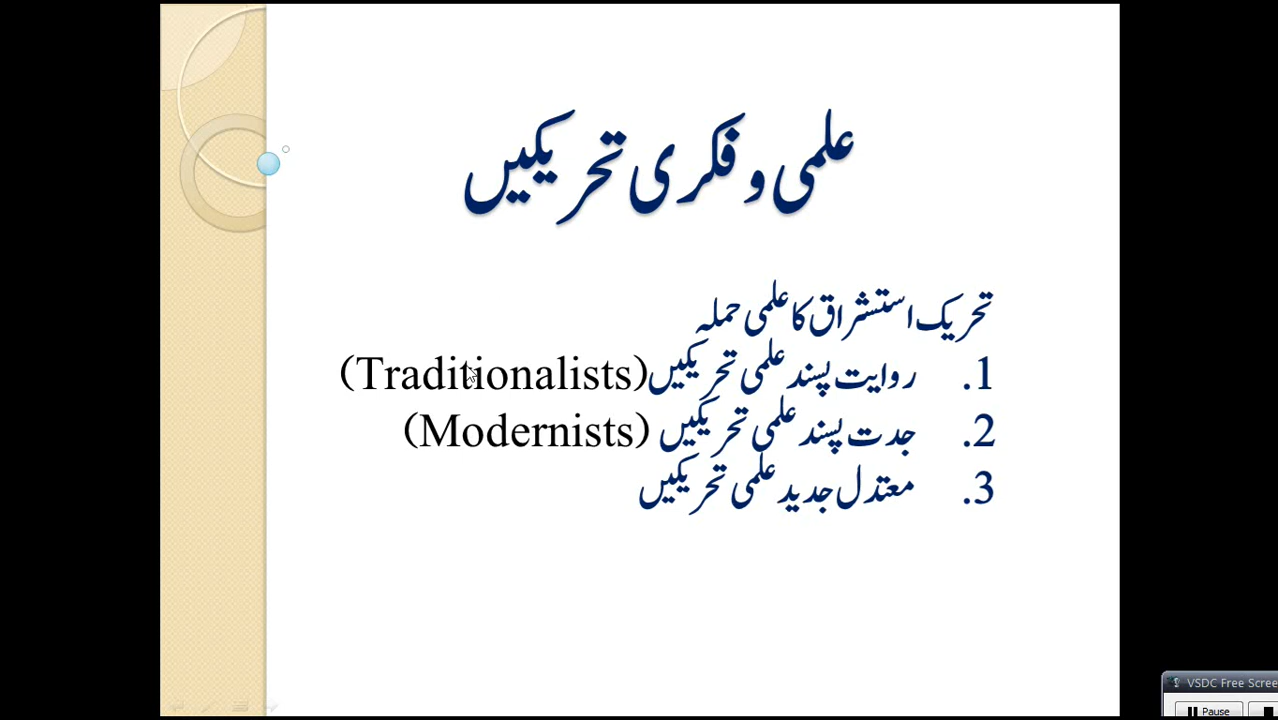 علمی و فکری تحریکیں
تحریک استشراق کا علمی حملہ
1. روایت پسند علمی تحریکیں(Traditionalists)
2. جدت پسند علمی تحریکیں (Modernists)
3. معتدل جدید علمی تحریکیں
VSDC Free Scree
Pause